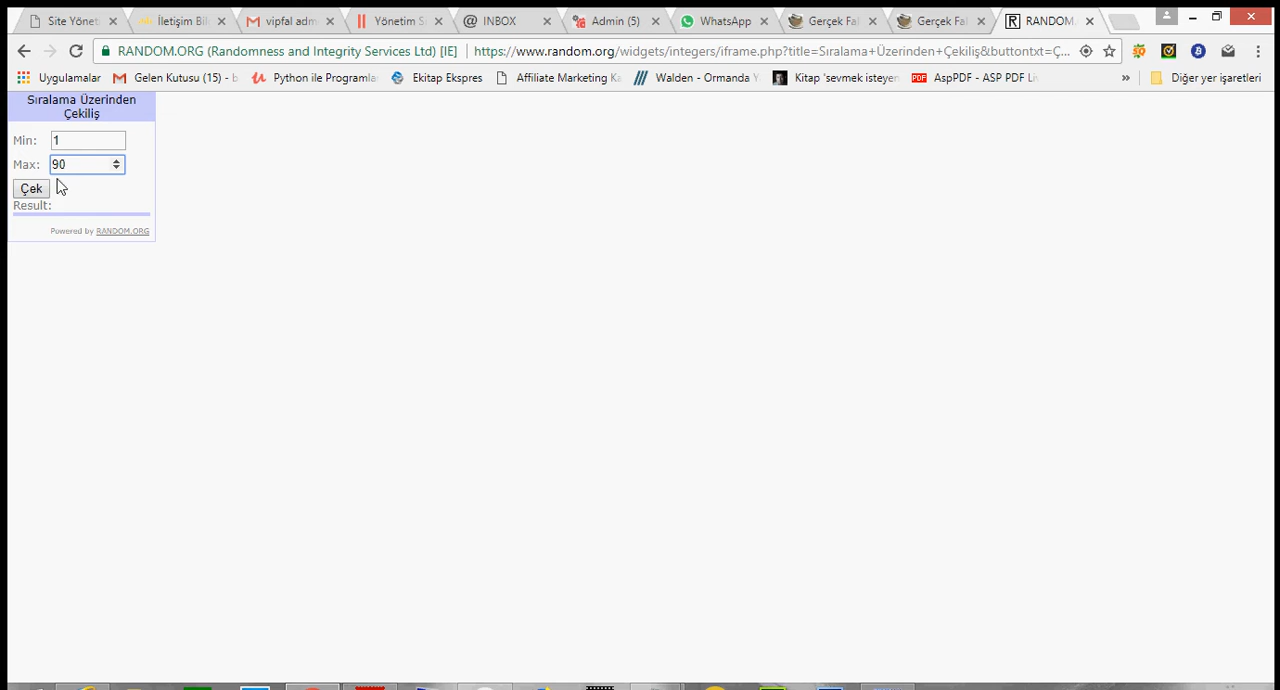 Site Yöneti
İletişim Bil
vipfal adm
Yönetim S
INBOX
Admin (5)
WhatsApp
Gerçek Fal
Gerçek Fal
RANDOM.
RANDOM.ORG (Randomness and Integrity Services Ltd) [IE]
https://www.random.org/widgets/integers/iframe.php?title=Sıralama+Üzerinden+Çekiliş&buttontxt=Ç...
Uygulamalar
Gelen Kutusu (15) - b
Python ile Programla
Ekitap Ekspres
Affiliate Marketing Ka
Walden - Ormanda Y
Kitap 'sevmek isteyen
PDF
AspPDF - ASP PDF Li
»
Diğer yer işaretleri
Sıralama Üzerinden
Çekiliş
Min: 1
Max: 90
Çek
Result:
Powered by RANDOM.ORG